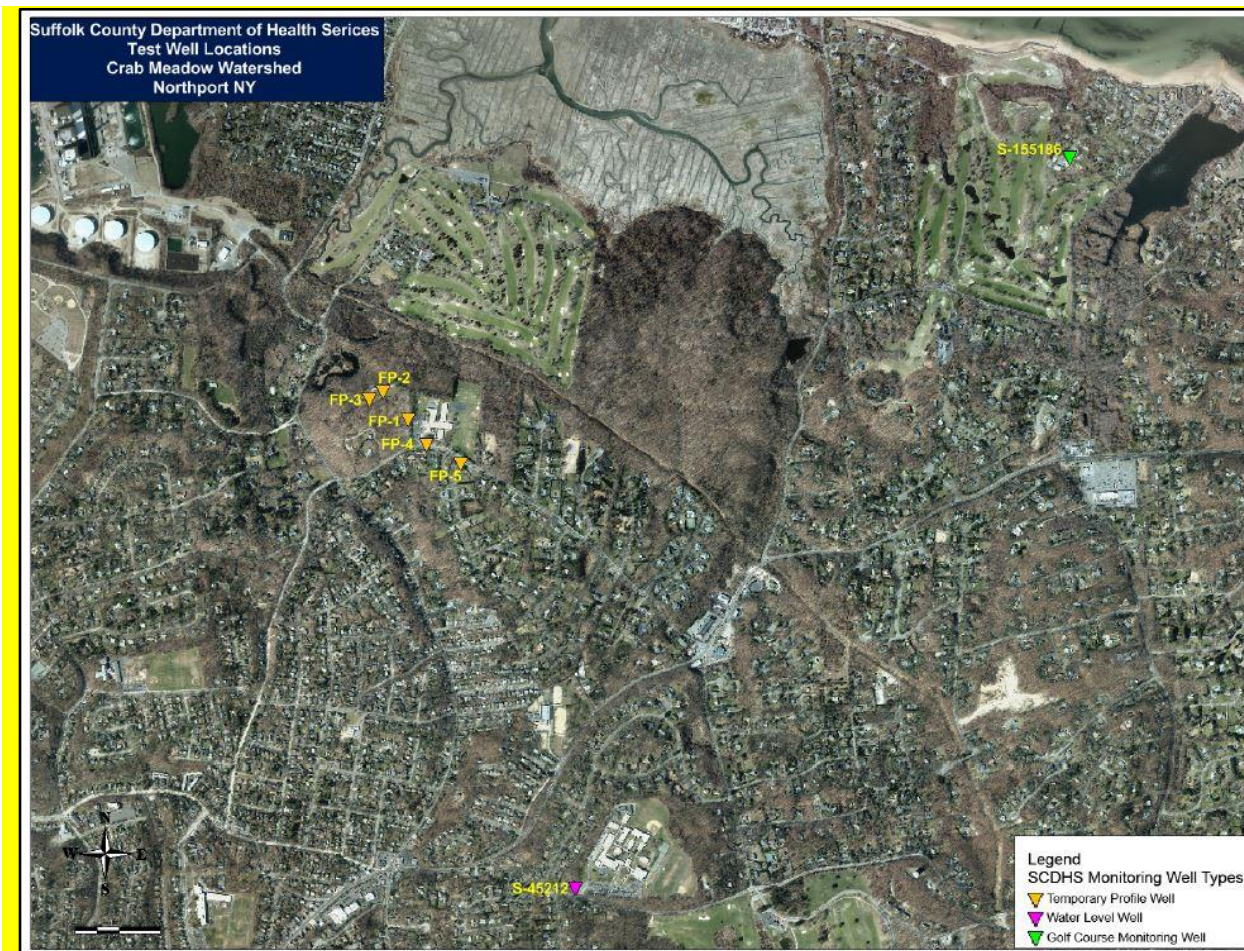 Suffolk County Department of Health Serices
Test Well Locations
Crab Meadow Watershed
Northport NY
S-155186
FP-2
FP-3
FP-1
FP-4
FP-5
N
W E
S
S-45212
Legend
SCDHS Monitoring Well Types
Temporary Profile Well
Water Level Well
Golf Course Monitoring Well